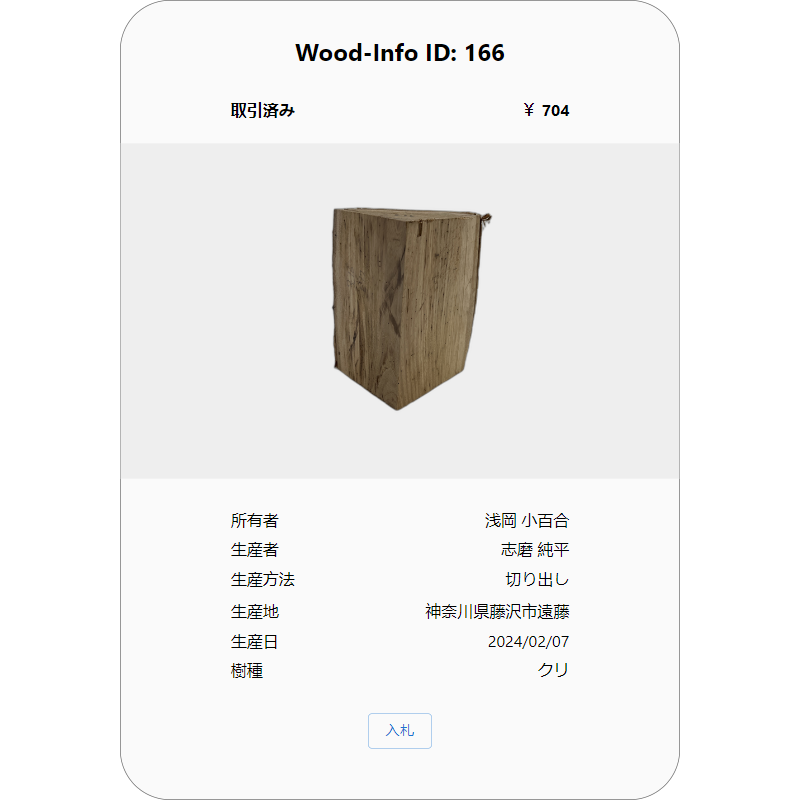 Wood-Info ID: 166
取引済み ￥ 704
所有者 浅岡 小百合
生産者 志磨 純平
生産方法 切り出し
生産地 神奈川県藤沢市遠藤
生産日 2024/02/07
樹種 クリ
入札